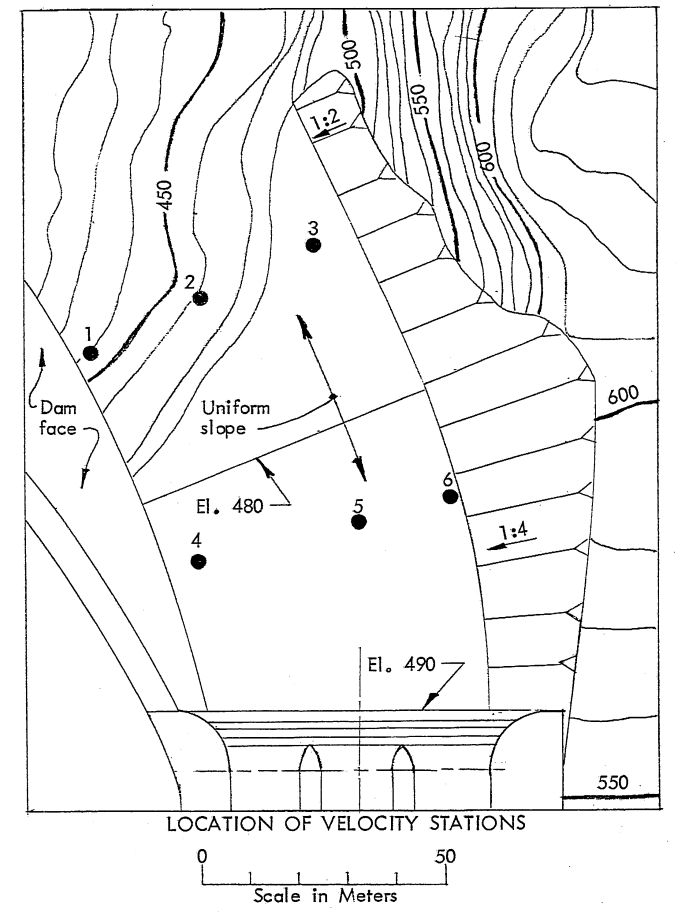 500
550
600
1:2
450
3
2
1
Dam
face
Uniform
slope
600
El. 480
6
5
4
1:4
El. 490
550
LOCATION OF VELOCITY STATIONS
0 50
Scale in Meters